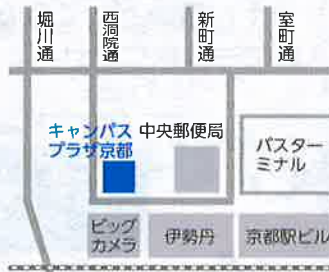 堀川通
西洞院通
新町通
室町通
キャンパス
プラザ京都
中央郵便局
バスター
ミナル
ビッグ
カメラ
伊勢丹
京都駅ビル